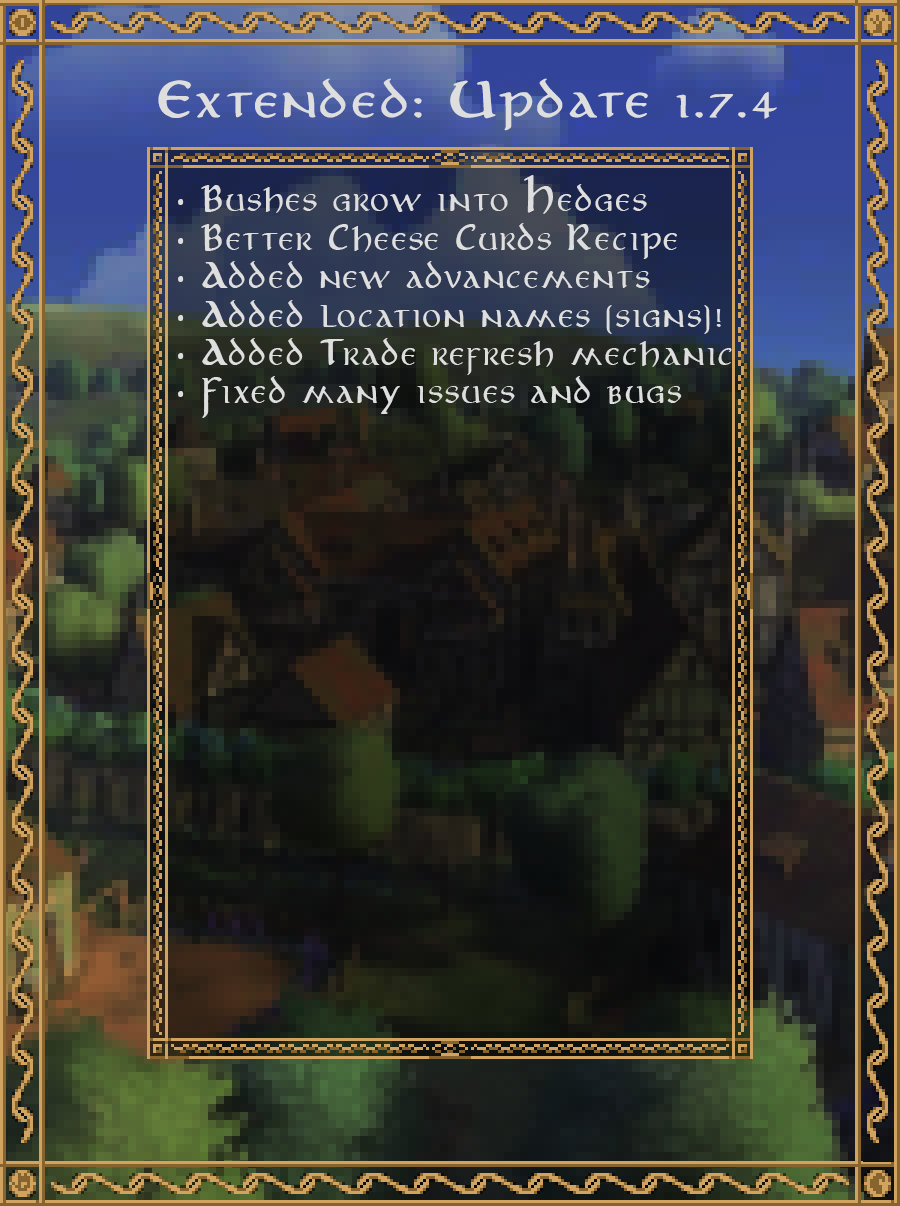 Extended: Update 1.7.4
• Bushes grow into Hedges
• Better Cheese Curds Recipe
• Added new advancements
• Added Location names (signs)!
• Added Trade refresh mechanic
• Fixed many issues and bugs